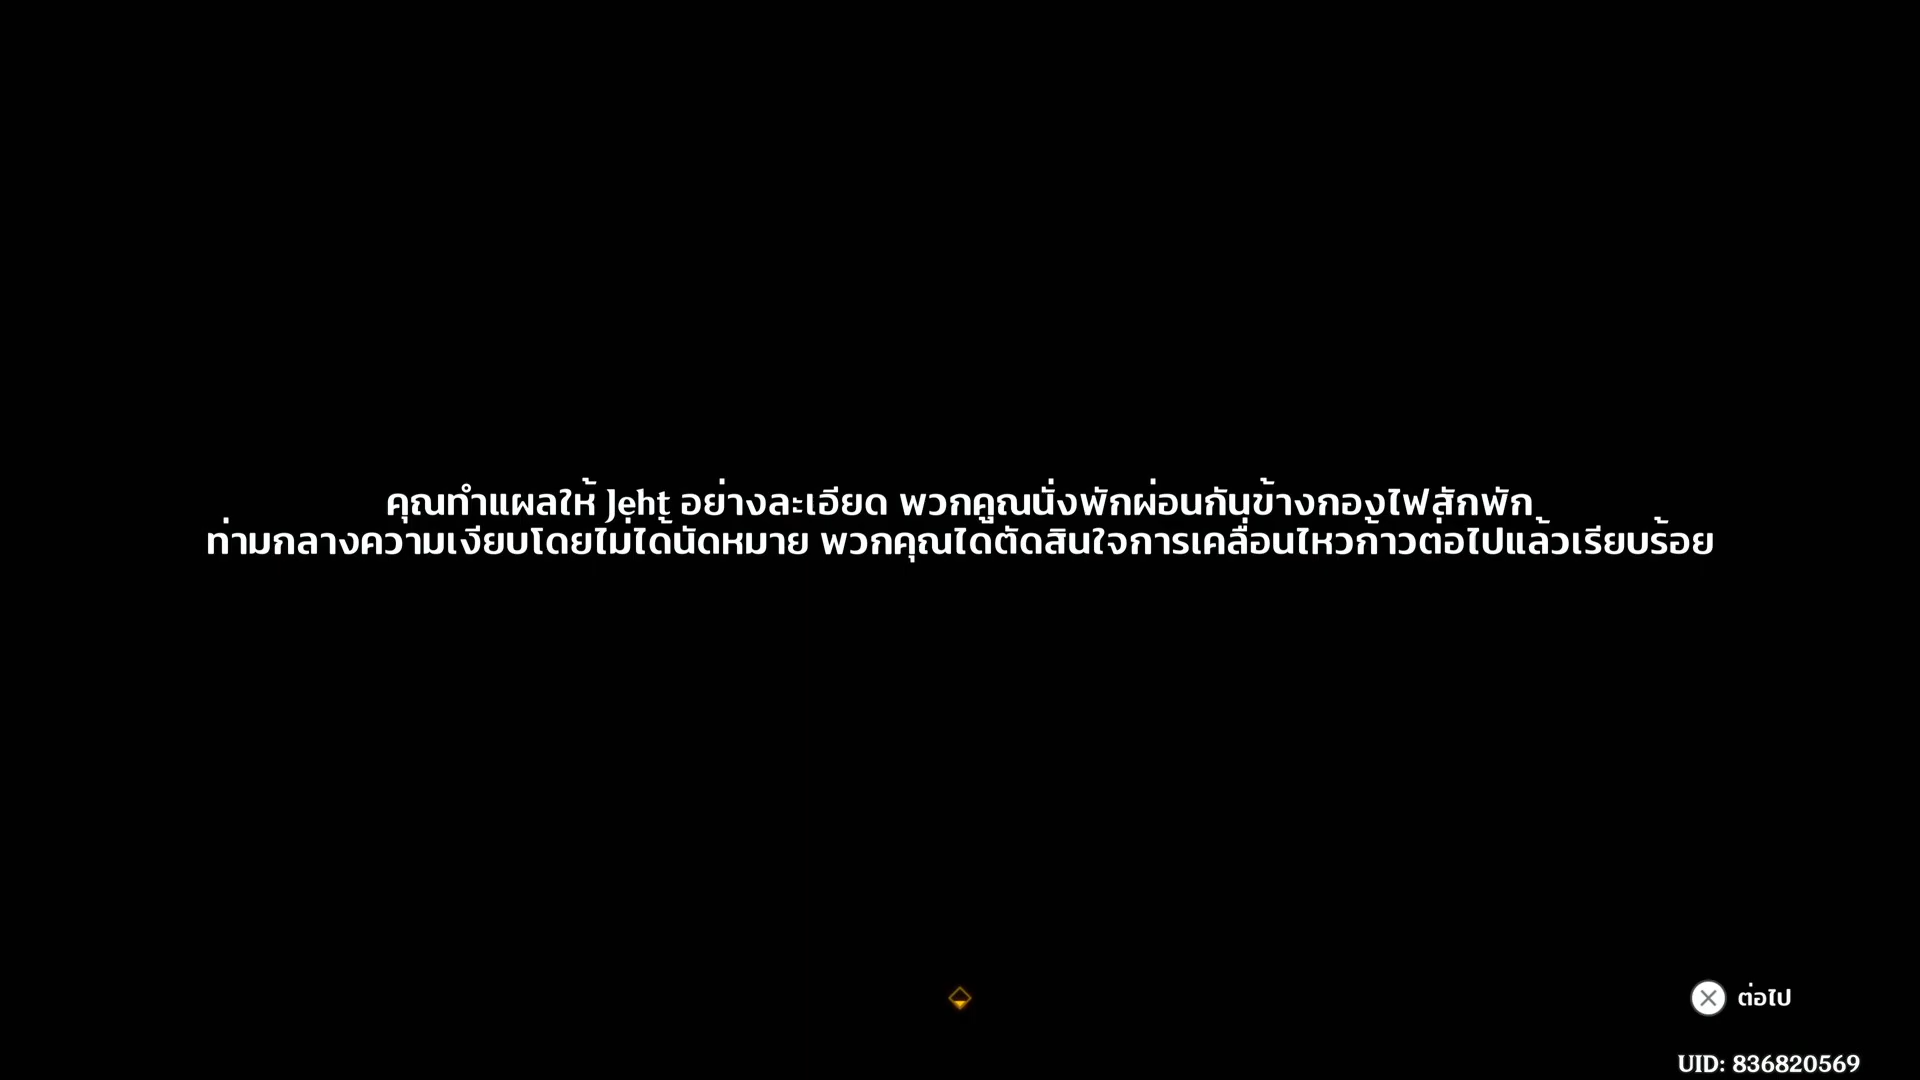 คุณทำแผลให้ Jeht อย่างละเอียด พวกคุณนั่งพักผ่อนกันข้างกองไฟสักพัก
ท่ามกลางความเงียบโดยไม่ได้นัดหมาย พวกคุณได้ตัดสินใจการเคลื่อนไหวก้าวต่อไปแล้วเรียบร้อย
ต่อไป
UID: 836820569